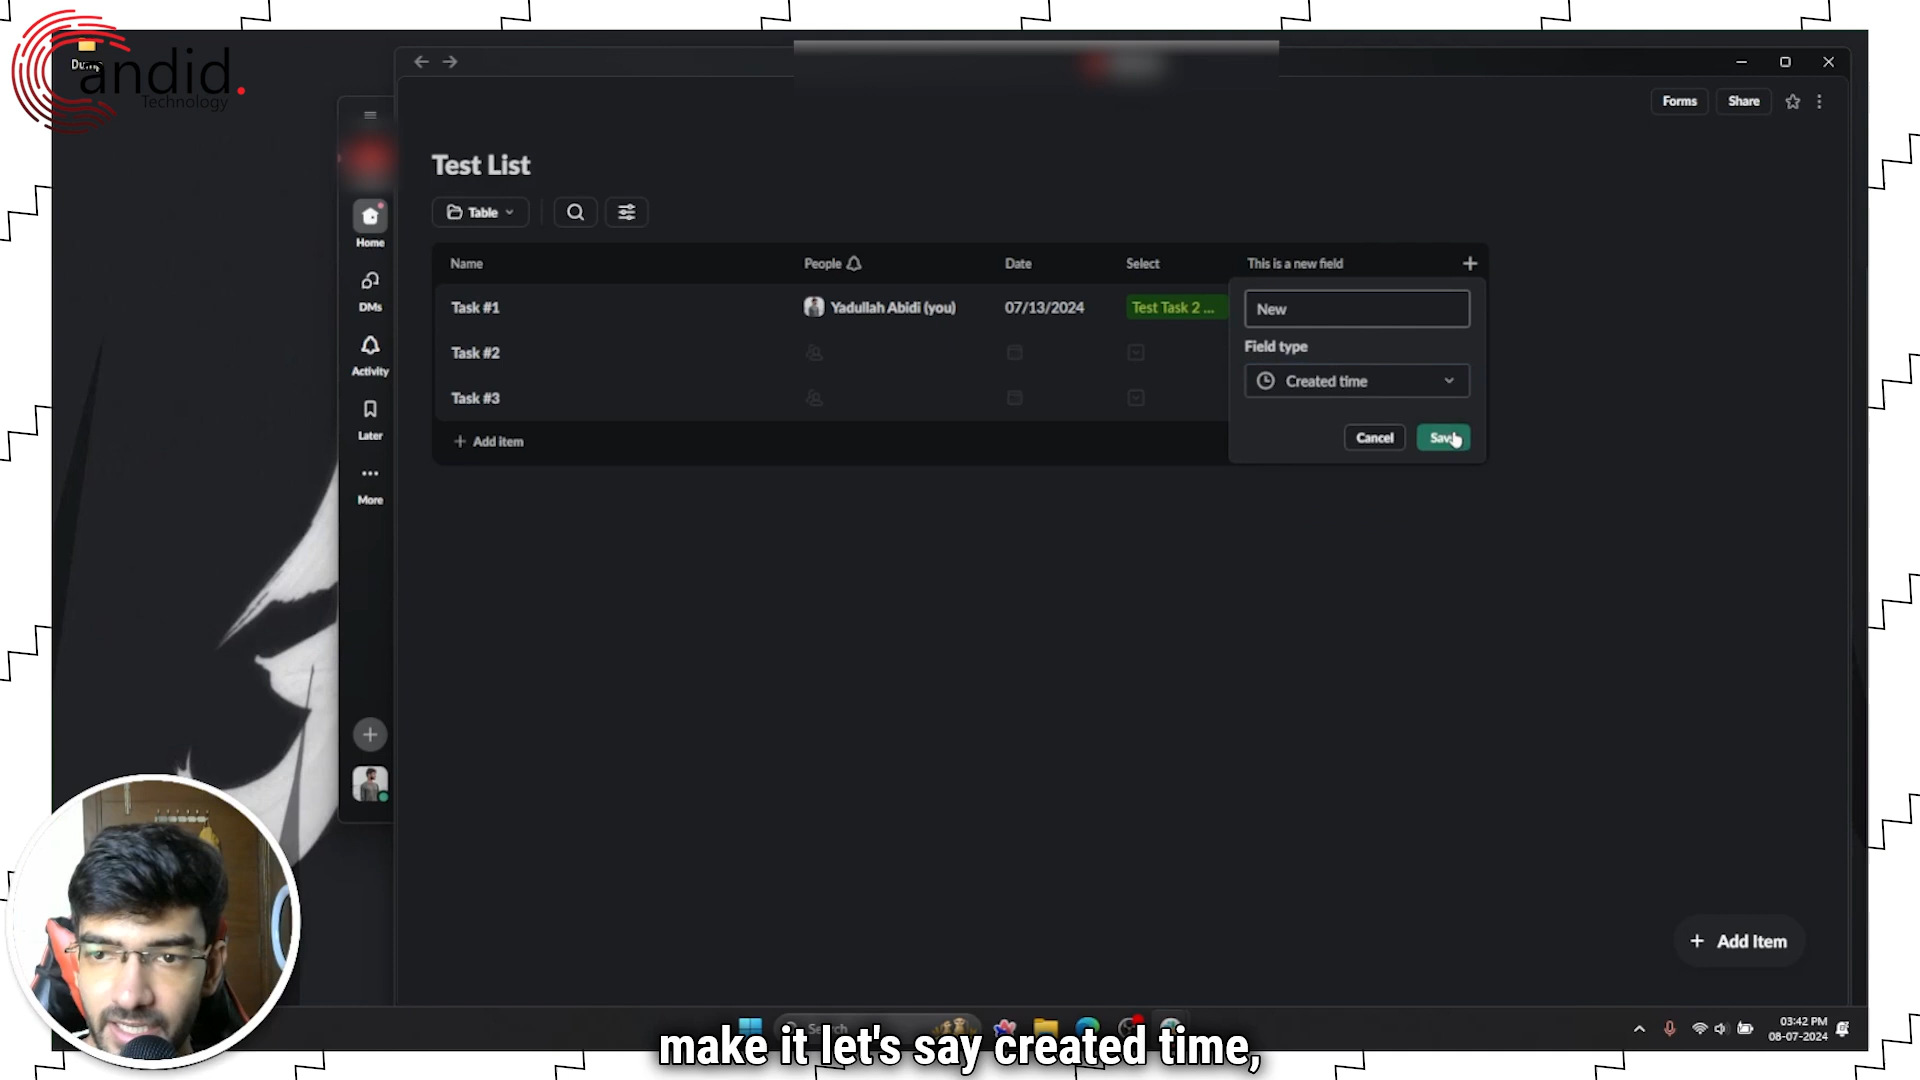 Dump
andid.
Technology
Forms
Share
Test List
Table
Home
DMs
Activity
Later
More
Name
People
Date
Select
This is a new field
Task #1
Yadullah Abidi (you)
07/13/2024
Test Task 2 ...
New
Field type
Task #2
Created time
Task #3
Cancel
Save
Add item
Add Item
Search
03:42 PM
08-07-2024
make it let's say created time,